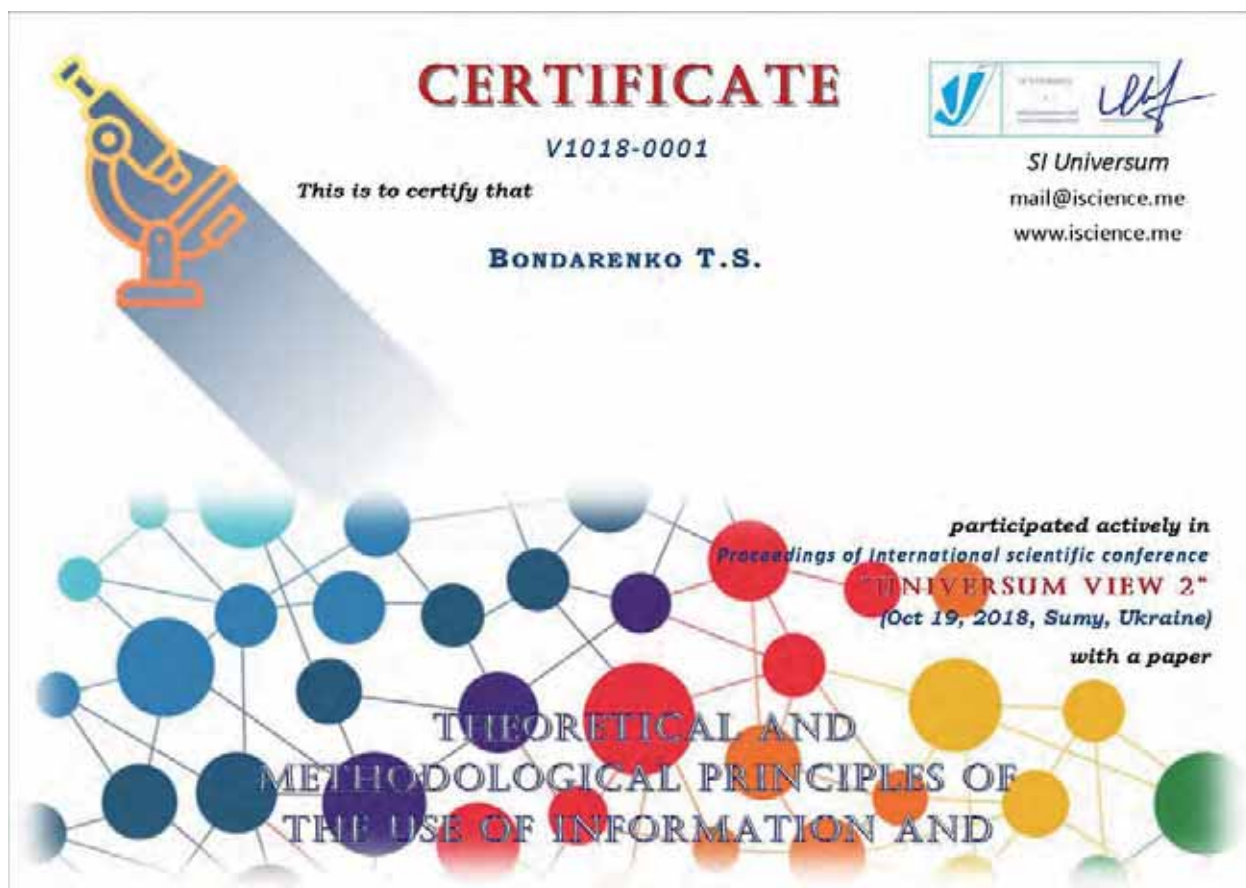 CERTIFICATE
V1018-0001
This is to certify that
BONDARENKO T.S.
SI Universum
mail@iscience.me
www.iscience.me
participated actively in
Proceedings of International scientific conference
"UNIVERSUM VIEW 2"
(Oct 19, 2018, Sumy, Ukraine)
with a paper
THEORETICAL AND
METHODOLOGICAL PRINCIPLES OF
THE USE OF INFORMATION AND